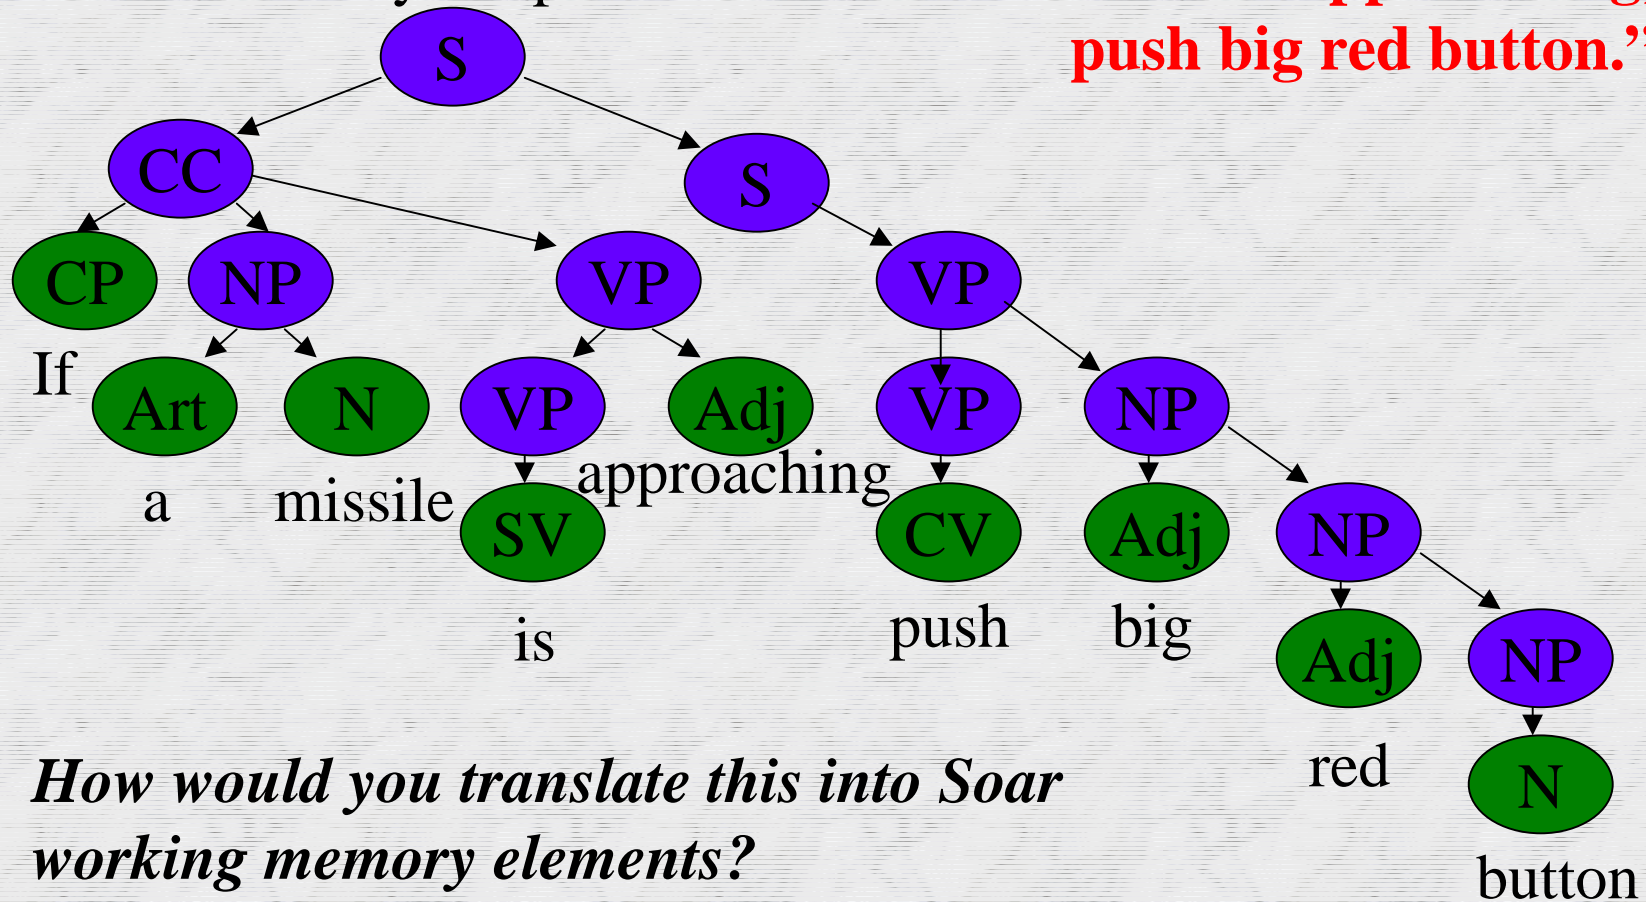 push big red button.”
S
CC
S
CP
NP
VP
VP
If
Art
N
VP
Adj
VP
NP
a
missile
approaching
SV
CV
Adj
NP
is
push
big
Adj
NP
red
N
button
How would you translate this into Soar
working memory elements?